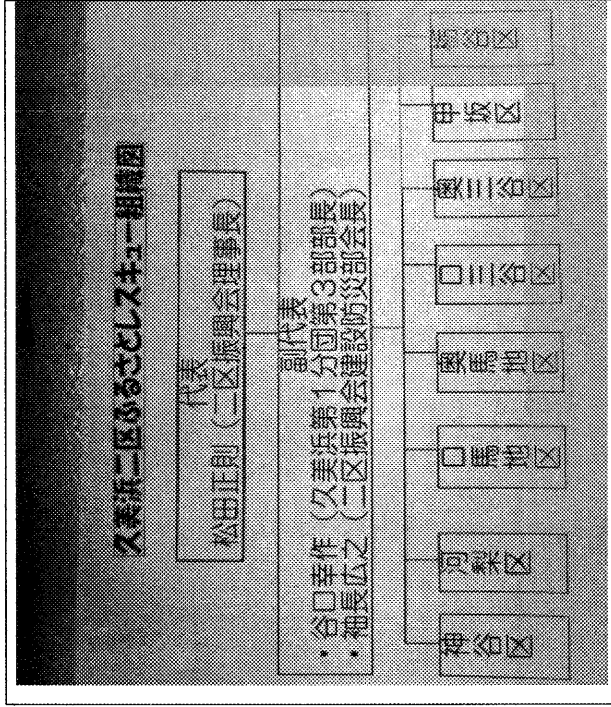 久美浜二区ふるさとレスキュー組織図
代表
松田正則（二区振興会理事長）
副代表
・谷口幸作（久美浜第1分団第3部部長）
・袖長広之（二区振興会建設防災部会長）
神谷区
河梨区
口馬地区
奥馬地区
口三谷区
奥三谷区
甲坂区